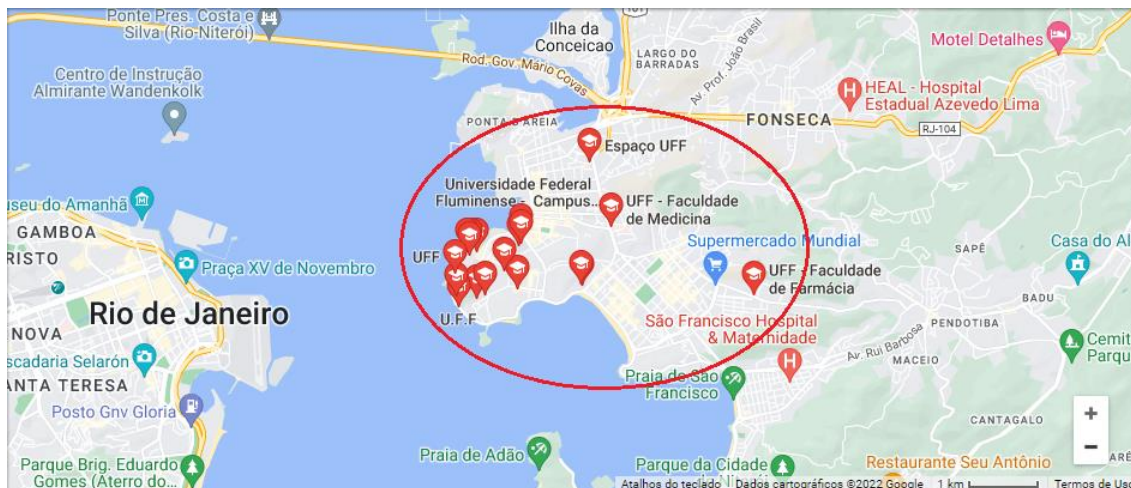 Ponte Pres. Costa e
Silva (Rio-Niterói)
Ilha da
Conceicao
LARGO DO
BARRADAS
Av. Prof. João Brasil
Motel Detalhes
Centro de Instrução
Almirante Wandenkolk
Rod. Gov. Mário Covas
HEAL - Hospital
Estadual Azevedo Lima
PONTA D'AREIA
FONSECA
RJ-104
Espaço UFF
Universidade Federal
Fluminense - Campus...
UFF - Faculdade
de Medicina
useu do Amanhã
GAMBOA
RISTO
Praça XV de Novembro
UFF
Supermercado Mundial
SAPÊ
Casa do Al
UFF - Faculdade
de Farmácia
BADU
Rio de Janeiro
U.F.F
São Francisco Hospital
& Maternidade
Av. Rui Barbosa
PENDOTIBA
NOVA
MACEIO
Cemit
Parqu
scadaria Selarón
ANTA TERESA
Praia de São
Francisco
Posto Gnv Gloria
CANTAGALO
Praia de Adão
Parque Brig. Eduardo
Gomes (Aterro do...
Parque da Cidade
Restaurante Seu Antônio
Atalhos do teclado
Dados cartográficos ©2022 Google
1 km
Termos de Uso